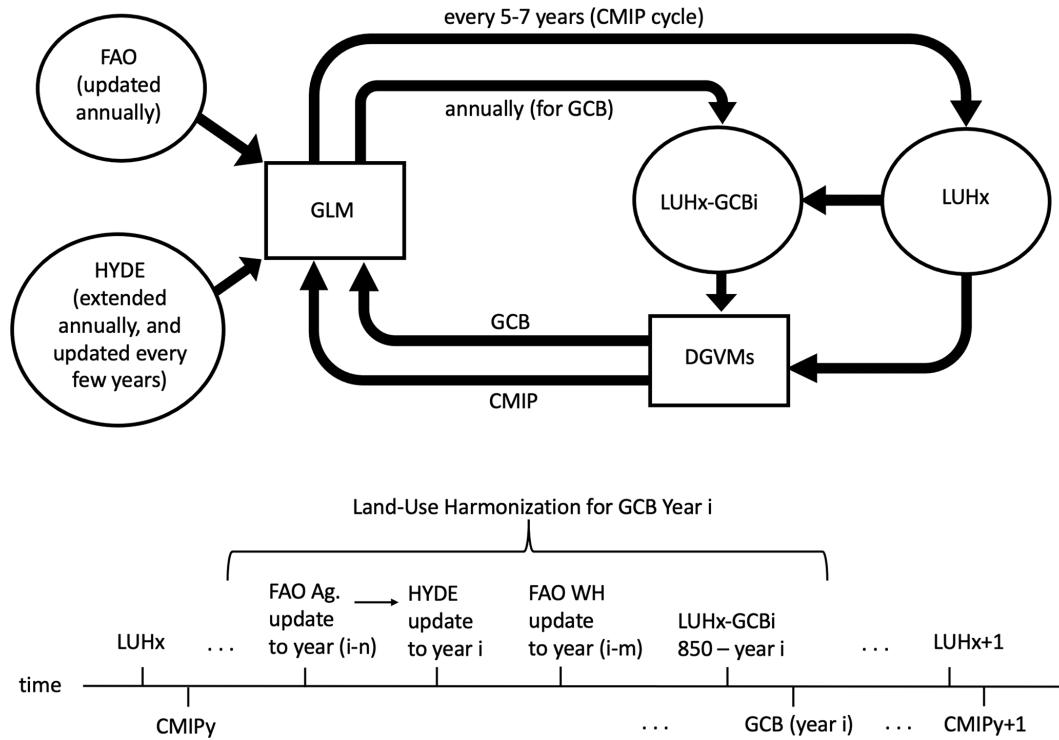 every 5-7 years (CMIP cycle)
FAO
(updated
annually)
annually (for GCB)
GLM
LUHx-GCBi
LUHx
HYDE
(extended
annually, and
updated every
few years)
GCB
DGVMs
CMIP
Land-Use Harmonization for GCB Year i
FAO Ag.
update
to year (i-n)
HYDE
update
to year i
FAO WH
update
to year (i-m)
LUHx-GCBi
850 – year i
LUHx
. . .
. . .
LUHx+1
time
CMIPy
. . .
GCB (year i)
. . .
CMIPy+1